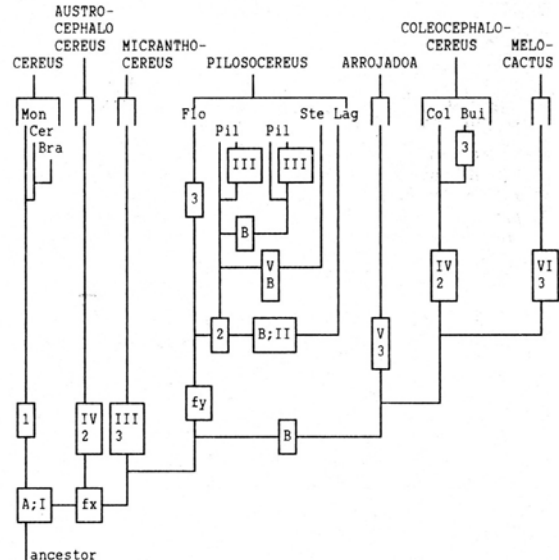 AUSTRO-
CEPHALO
CEREUS
COLEOCEPHALO-
CEREUS
MELO-
CACTUS
CEREUS
MICRANTHO-
CEREUS
PILOSOCEREUS
ARROJADOA
Mon
Cer
Bra
Flo
Pil
Pil
Ste Lag
Col Bui
III
III
3
3
B
V
B
IV
2
VI
3
2
B;II
V
3
fy
1
IV
2
III
3
B
A;I
fx
ancestor